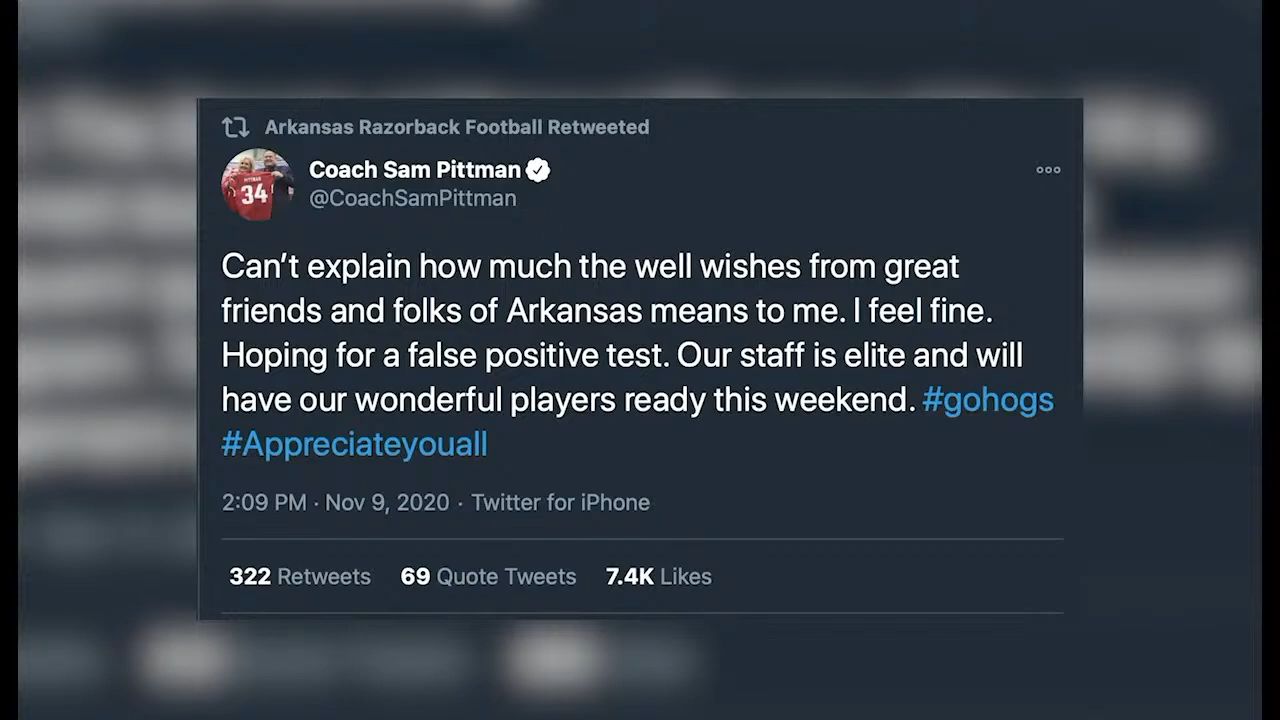 Arkansas Razorback Football Retweeted
Coach Sam Pittman
@CoachSamPittman
PITTMAN
34
Can’t explain how much the well wishes from great
friends and folks of Arkansas means to me. I feel fine.
Hoping for a false positive test. Our staff is elite and will
have our wonderful players ready this weekend. #gohogs
#Appreciateyouall
2:09 PM · Nov 9, 2020 · Twitter for iPhone
322 Retweets 69 Quote Tweets 7.4K Likes